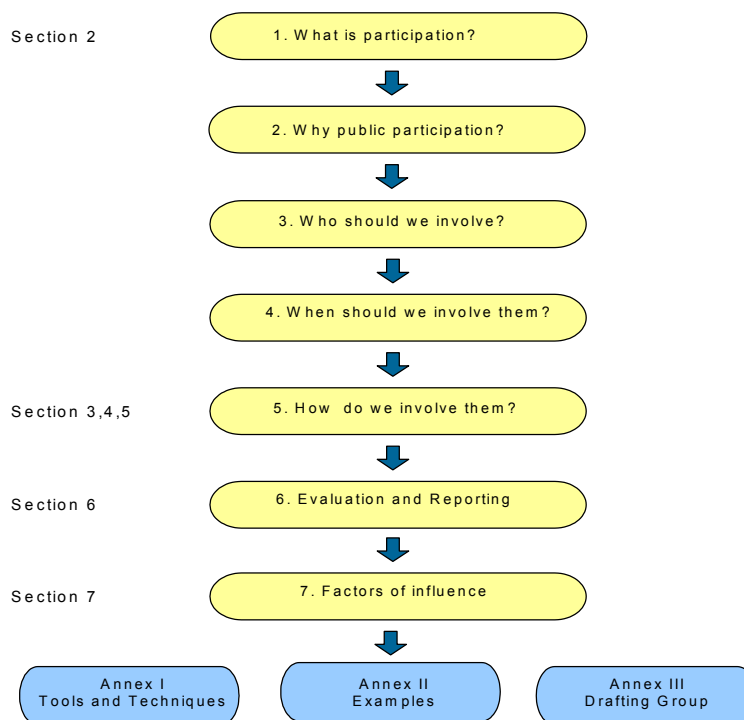 Section 2
1. What is participation?
2. Why public participation?
3. Who should we involve?
4. When should we involve them?
Section 3,4,5
5. How do we involve them?
Section 6
6. Evaluation and Reporting
Section 7
7. Factors of influence
Annex I
Tools and Techniques
Annex II
Examples
Annex III
Drafting Group